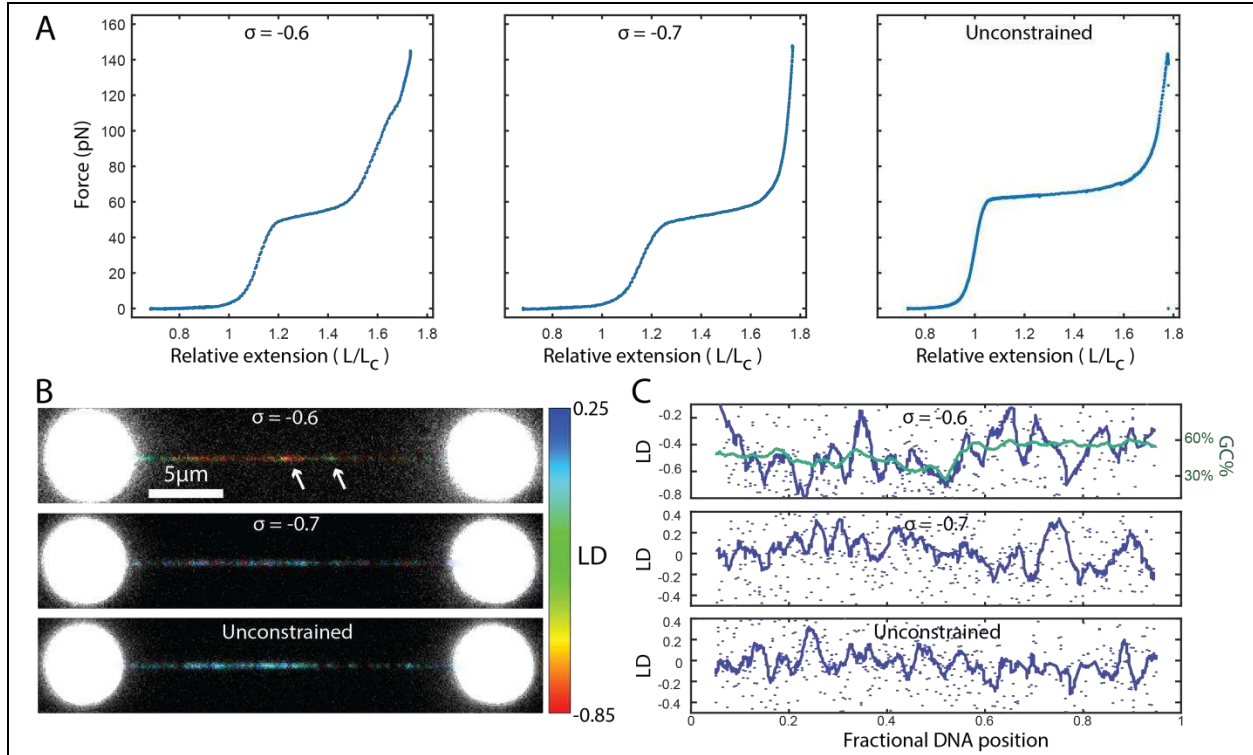 A
σ = -0.6
σ = -0.7
Unconstrained
160
140
120
100
80
60
40
20
0
Force (pN)
0.8 1 1.2 1.4 1.6 1.8
0.8 1 1.2 1.4 1.6 1.8
0.8 1 1.2 1.4 1.6 1.8
Relative extension ( L/LC )
Relative extension ( L/LC )
Relative extension ( L/LC )
B
σ = -0.6
5μm
σ = -0.7
Unconstrained
0.25
LD
-0.85
C
σ = -0.6
-0.2
-0.4
-0.6
-0.8
LD
60%
30%
GC%
σ = -0.7
0.4
0.2
0
-0.2
-0.4
LD
Unconstrained
0.4
0.2
0
-0.2
-0.4
LD
0 0.2 0.4 0.6 0.8 1
Fractional DNA position